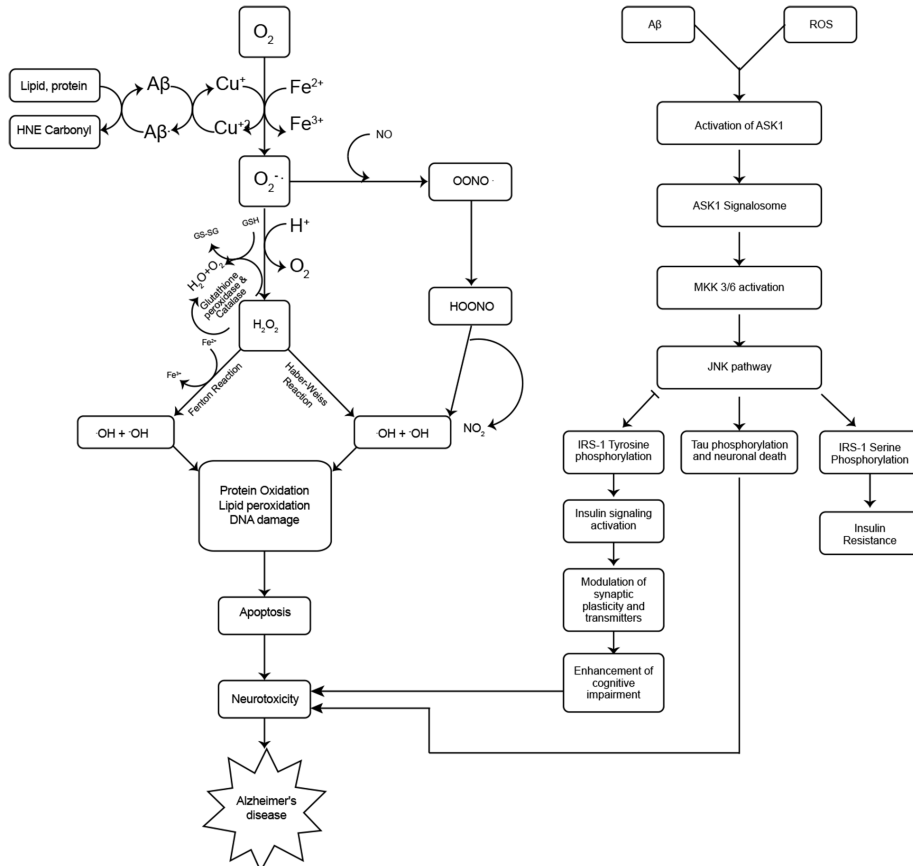 O₂
Lipid, protein
HNE Carbonyl
Aβ
Aβ·
Cu⁺
Cu⁺²
Fe²⁺
Fe³⁺
O₂⁻·
NO
OONO ·
GSH
GS-SG
H⁺
O₂
H₂O+O₂
Glutathione
peroxidase &
Catalase
H₂O₂
HOONO
NO₂
Fenton Reaction
Haber-Weiss
Reaction
·OH + ·OH
·OH + ·OH
Protein Oxidation
Lipid peroxidation
DNA damage
Apoptosis
Neurotoxicity
Alzheimer's
disease
Aβ
ROS
Activation of ASK1
ASK1 Signalosome
MKK 3/6 activation
JNK pathway
IRS-1 Tyrosine
phosphorylation
Tau phosphorylation
and neuronal death
IRS-1 Serine
Phosphorylation
Insulin signaling
activation
Insulin
Resistance
Modulation of
synaptic
plasticity and
transmitters
Enhancement of
cognitive
impairment